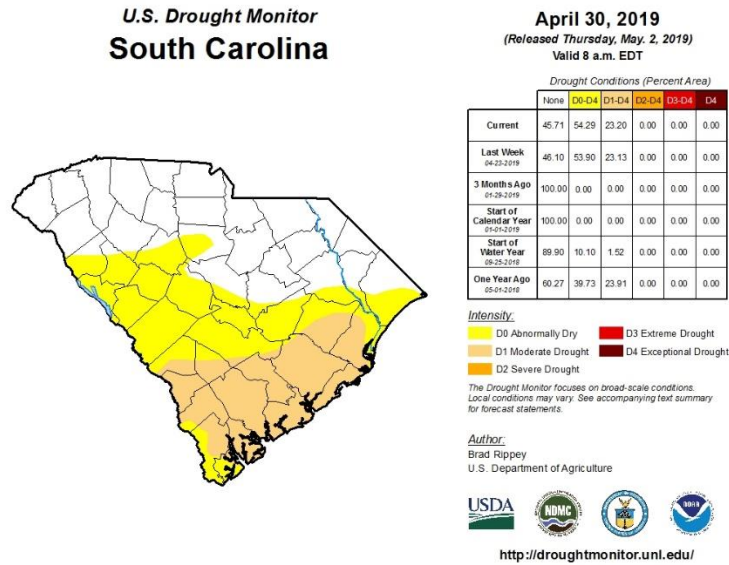 U.S. Drought Monitor
South Carolina
April 30, 2019
(Released Thursday, May. 2, 2019)
Valid 8 a.m. EDT
Drought Conditions (Percent Area)
None D0-D4 D1-D4 D2-D4 D3-D4 D4
Current 45.71 54.29 23.20 0.00 0.00 0.00
Last Week
04-23-2019 46.10 53.90 23.13 0.00 0.00 0.00
3 Months Ago
01-29-2019 100.00 0.00 0.00 0.00 0.00 0.00
Start of
Calendar Year
01-01-2019 100.00 0.00 0.00 0.00 0.00 0.00
Start of
Water Year
09-25-2018 89.90 10.10 1.52 0.00 0.00 0.00
One Year Ago
05-01-2018 60.27 39.73 23.91 0.00 0.00 0.00
Intensity:
D0 Abnormally Dry D3 Extreme Drought
D1 Moderate Drought D4 Exceptional Drought
D2 Severe Drought
The Drought Monitor focuses on broad-scale conditions.
Local conditions may vary. See accompanying text summary
for forecast statements.
Author:
Brad Rippey
U.S. Department of Agriculture
USDA
NDMC
NOAA
http://droughtmonitor.unl.edu/